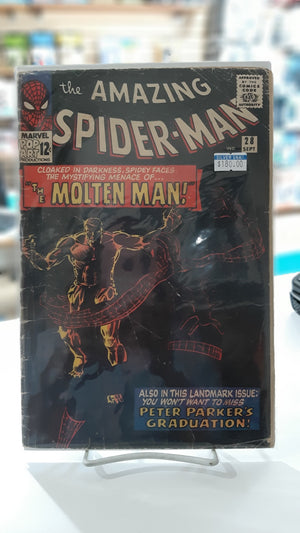 the AMAZING
SPIDER-MAN
APPROVED
BY THE
COMICS
CODE
AUTHORITY
MARVEL
POP
ART
PRODUCTIONS
12¢
28
SEPT
$180.00
CLOAKED IN DARKNESS, SPIDEY FACES
THE MYSTIFYING MENACE OF...
"THE MOLTEN MAN!"
ALSO IN THIS LANDMARK ISSUE:
YOU WON'T WANT TO MISS
PETER PARKER'S
GRADUATION!